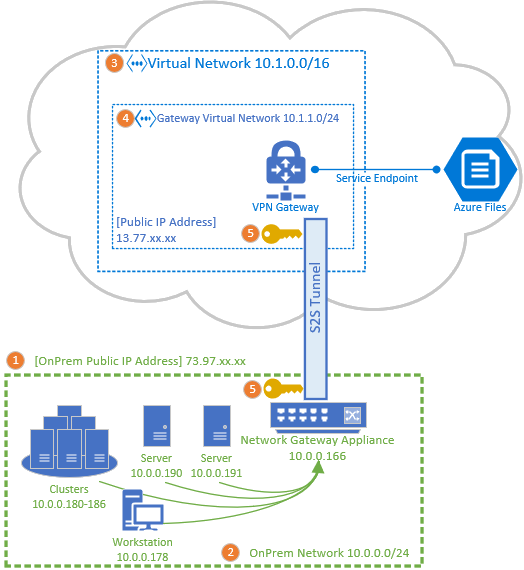 3 Virtual Network 10.1.0.0/16
4 Gateway Virtual Network 10.1.1.0/24
Service Endpoint
VPN Gateway
Azure Files
[Public IP Address]
13.77.xx.xx
5
S2S Tunnel
1 [OnPrem Public IP Address] 73.97.xx.xx
5
Network Gateway Appliance
10.0.0.166
Server
10.0.0.190
Server
10.0.0.191
Clusters
10.0.0.180-186
Workstation
10.0.0.178
2 OnPrem Network 10.0.0.0/24